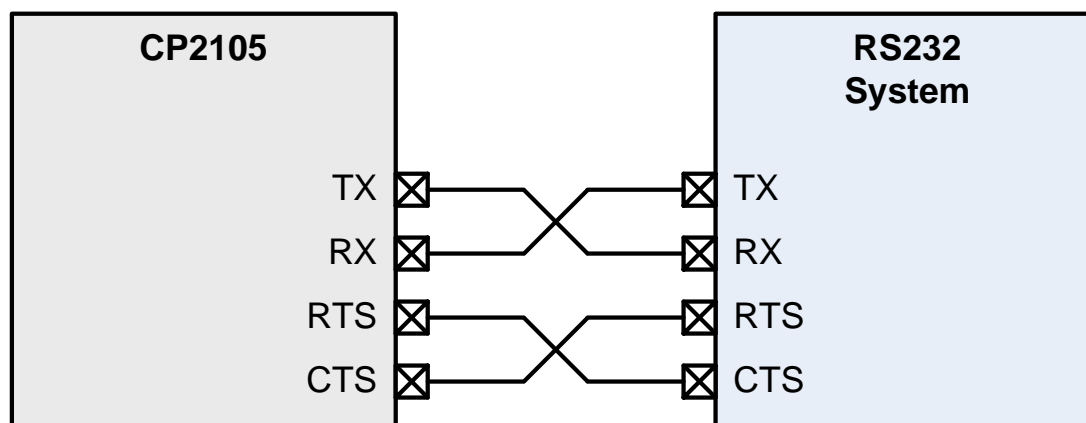 CP2105
TX
RX
RTS
CTS
RS232
System
TX
RX
RTS
CTS